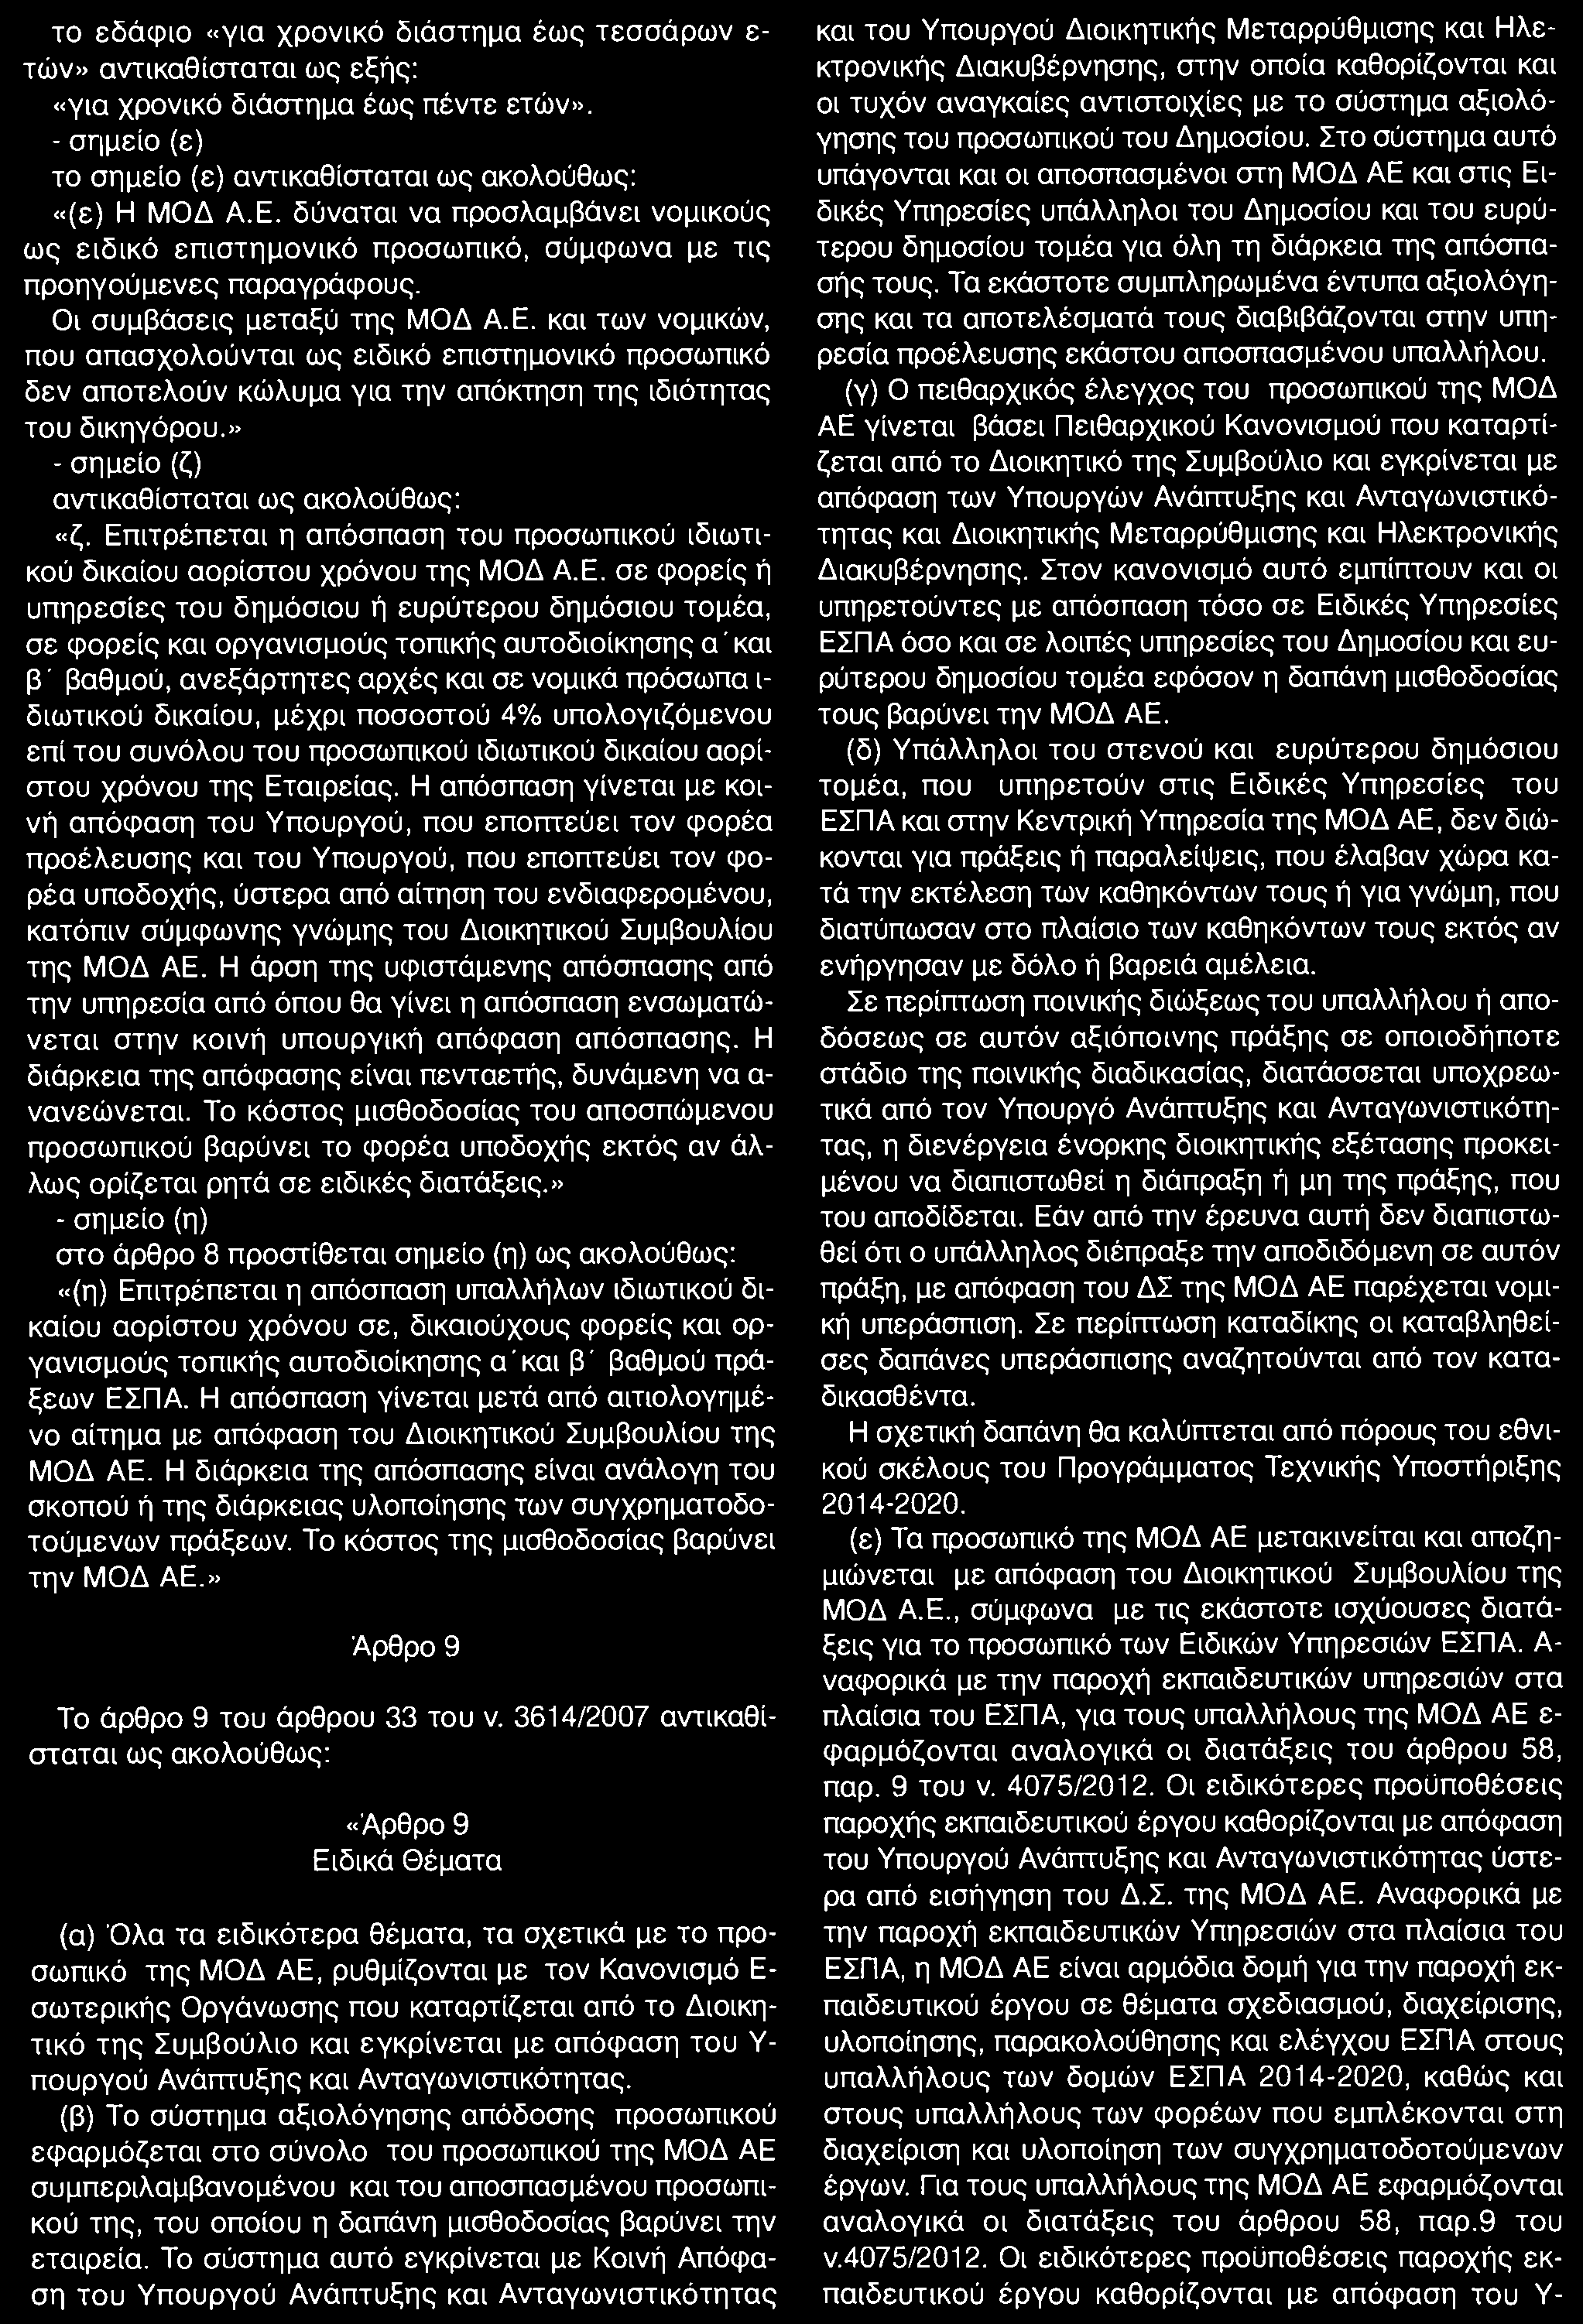 το εδάφιο «για χρονικό διάστημα έως τεσσάρων ε-
τών» αντικαθίσταται ως εξής:
«για χρονικό διάστημα έως πέντε ετών».
- σημείο (ε)
το σημείο (ε) αντικαθίσταται ως ακολούθως:
«(ε) Η ΜΟΔ Α.Ε. δύναται να προσλαμβάνει νομικούς
ως ειδικό επιστημονικό προσωπικό, σύμφωνα με τις
προηγούμενες παραγράφους.
Οι συμβάσεις μεταξύ της ΜΟΔ Α.Ε. και των νομικών,
που απασχολούνται ως ειδικό επιστημονικό προσωπικό
δεν αποτελούν κώλυμα για την απόκτηση της ιδιότητας
του δικηγόρου.»
- σημείο (ζ)
αντικαθίσταται ως ακολούθως:
«ζ. Επιτρέπεται η απόσπαση του προσωπικού ιδιωτι-
κού δικαίου αορίστου χρόνου της ΜΟΔ Α.Ε. σε φορείς ή
υπηρεσίες του δημόσιου ή ευρύτερου δημόσιου τομέα,
σε φορείς και οργανισμούς τοπικής αυτοδιοίκησης α΄ και
β΄ βαθμού, ανεξάρτητες αρχές και σε νομικά πρόσωπα ι-
διωτικού δικαίου, μέχρι ποσοστού 4% υπολογιζόμενου
επί του συνόλου του προσωπικού ιδιωτικού δικαίου αορί-
στου χρόνου της Εταιρείας. Η απόσπαση γίνεται με κοι-
νή απόφαση του Υπουργού, που εποπτεύει τον φορέα
προέλευσης και του Υπουργού, που εποπτεύει τον φο-
ρέα υποδοχής, ύστερα από αίτηση του ενδιαφερομένου,
κατόπιν σύμφωνης γνώμης του Διοικητικού Συμβουλίου
της ΜΟΔ ΑΕ. Η άρση της υφιστάμενης απόσπασης από
την υπηρεσία από όπου θα γίνει η απόσπαση ενσωματώ-
νεται στην κοινή υπουργική απόφαση απόσπασης. Η
διάρκεια της απόφασης είναι πενταετής, δυνάμενη να α-
νανεώνεται. Το κόστος μισθοδοσίας του αποσπώμενου
προσωπικού βαρύνει το φορέα υποδοχής εκτός αν άλ-
λως ορίζεται ρητά σε ειδικές διατάξεις.»
- σημείο (η)
στο άρθρο 8 προστίθεται σημείο (η) ως ακολούθως:
«(η) Επιτρέπεται η απόσπαση υπαλλήλων ιδιωτικού δι-
καίου αορίστου χρόνου σε, δικαιούχους φορείς και ορ-
γανισμούς τοπικής αυτοδιοίκησης α΄και β΄ βαθμού πρά-
ξεων ΕΣΠΑ. Η απόσπαση γίνεται μετά από αιτιολογημέ-
νο αίτημα με απόφαση του Διοικητικού Συμβουλίου της
ΜΟΔ ΑΕ. Η διάρκεια της απόσπασης είναι ανάλογη του
σκοπού ή της διάρκειας υλοποίησης των συγχρηματοδο-
τούμενων πράξεων. Το κόστος της μισθοδοσίας βαρύνει
την ΜΟΔ ΑΕ.»
Άρθρο 9
Το άρθρο 9 του άρθρου 33 του ν. 3614/2007 αντικαθί-
σταται ως ακολούθως:
«Άρθρο 9
Ειδικά Θέματα
(α) Όλα τα ειδικότερα θέματα, τα σχετικά με το προ-
σωπικό της ΜΟΔ ΑΕ, ρυθμίζονται με τον Κανονισμό Ε-
σωτερικής Οργάνωσης που καταρτίζεται από το Διοικη-
τικό της Συμβούλιο και εγκρίνεται με απόφαση του Υ-
πουργού Ανάπτυξης και Ανταγωνιστικότητας.
(β) Το σύστημα αξιολόγησης απόδοσης προσωπικού
εφαρμόζεται στο σύνολο του προσωπικού της ΜΟΔ ΑΕ
συμπεριλαμβανομένου και του αποσπασμένου προσωπι-
κού της, του οποίου η δαπάνη μισθοδοσίας βαρύνει την
εταιρεία. Το σύστημα αυτό εγκρίνεται με Κοινή Απόφα-
ση του Υπουργού Ανάπτυξης και Ανταγωνιστικότητας
και του Υπουργού Διοικητικής Μεταρρύθμισης και Ηλε-
κτρονικής Διακυβέρνησης, στην οποία καθορίζονται και
οι τυχόν αναγκαίες αντιστοιχίες με το σύστημα αξιολό-
γησης του προσωπικού του Δημοσίου. Στο σύστημα αυτό
υπάγονται και οι αποσπασμένοι στη ΜΟΔ ΑΕ και στις Ει-
δικές Υπηρεσίες υπάλληλοι του Δημοσίου και του ευρύ-
τερου δημοσίου τομέα για όλη τη διάρκεια της απόσπα-
σής τους. Τα εκάστοτε συμπληρωμένα έντυπα αξιολόγη-
σης και τα αποτελέσματά τους διαβιβάζονται στην υπη-
ρεσία προέλευσης εκάστου αποσπασμένου υπαλλήλου.
(γ) Ο πειθαρχικός έλεγχος του προσωπικού της ΜΟΔ
ΑΕ γίνεται βάσει Πειθαρχικού Κανονισμού που καταρτί-
ζεται από το Διοικητικό της Συμβούλιο και εγκρίνεται με
απόφαση των Υπουργών Ανάπτυξης και Ανταγωνιστικό-
τητας και Διοικητικής Μεταρρύθμισης και Ηλεκτρονικής
Διακυβέρνησης. Στον κανονισμό αυτό εμπίπτουν και οι
υπηρετούντες με απόσπαση τόσο σε Ειδικές Υπηρεσίες
ΕΣΠΑ όσο και σε λοιπές υπηρεσίες του Δημοσίου και ευ-
ρύτερου δημοσίου τομέα εφόσον η δαπάνη μισθοδοσίας
τους βαρύνει την ΜΟΔ ΑΕ.
(δ) Υπάλληλοι του στενού και ευρύτερου δημόσιου
τομέα, που υπηρετούν στις Ειδικές Υπηρεσίες του
ΕΣΠΑ και στην Κεντρική Υπηρεσία της ΜΟΔ ΑΕ, δεν διώ-
κονται για πράξεις ή παραλείψεις, που έλαβαν χώρα κα-
τά την εκτέλεση των καθηκόντων τους ή για γνώμη, που
διατύπωσαν στο πλαίσιο των καθηκόντων τους εκτός αν
ενήργησαν με δόλο ή βαρειά αμέλεια.
Σε περίπτωση ποινικής διώξεως του υπαλλήλου ή απο-
δόσεως σε αυτόν αξιόποινης πράξης σε οποιοδήποτε
στάδιο της ποινικής διαδικασίας, διατάσσεται υποχρεω-
τικά από τον Υπουργό Ανάπτυξης και Ανταγωνιστικότη-
τας, η διενέργεια ένορκης διοικητικής εξέτασης προκει-
μένου να διαπιστωθεί η διάπραξη ή μη της πράξης, που
του αποδίδεται. Εάν από την έρευνα αυτή δεν διαπιστω-
θεί ότι ο υπάλληλος διέπραξε την αποδιδόμενη σε αυτόν
πράξη, με απόφαση του ΔΣ της ΜΟΔ ΑΕ παρέχεται νομι-
κή υπεράσπιση. Σε περίπτωση καταδίκης οι καταβληθεί-
σες δαπάνες υπεράσπισης αναζητούνται από τον κατα-
δικασθέντα.
Η σχετική δαπάνη θα καλύπτεται από πόρους του εθνι-
κού σκέλους του Προγράμματος Τεχνικής Υποστήριξης
2014-2020.
(ε) Τα προσωπικό της ΜΟΔ ΑΕ μετακινείται και αποζη-
μιώνεται με απόφαση του Διοικητικού Συμβουλίου της
ΜΟΔ Α.Ε., σύμφωνα με τις εκάστοτε ισχύουσες διατά-
ξεις για το προσωπικό των Ειδικών Υπηρεσιών ΕΣΠΑ. Α-
ναφορικά με την παροχή εκπαιδευτικών υπηρεσιών στα
πλαίσια του ΕΣΠΑ, για τους υπαλλήλους της ΜΟΔ ΑΕ ε-
φαρμόζονται αναλογικά οι διατάξεις του άρθρου 58,
παρ. 9 του ν. 4075/2012. Οι ειδικότερες προϋποθέσεις
παροχής εκπαιδευτικού έργου καθορίζονται με απόφαση
του Υπουργού Ανάπτυξης και Ανταγωνιστικότητας ύστε-
ρα από εισήγηση του Δ.Σ. της ΜΟΔ ΑΕ. Αναφορικά με
την παροχή εκπαιδευτικών Υπηρεσιών στα πλαίσια του
ΕΣΠΑ, η ΜΟΔ ΑΕ είναι αρμόδια δομή για την παροχή εκ-
παιδευτικού έργου σε θέματα σχεδιασμού, διαχείρισης,
υλοποίησης, παρακολούθησης και ελέγχου ΕΣΠΑ στους
υπαλλήλους των δομών ΕΣΠΑ 2014-2020, καθώς και
στους υπαλλήλους των φορέων που εμπλέκονται στη
διαχείριση και υλοποίηση των συγχρηματοδοτούμενων
έργων. Για τους υπαλλήλους της ΜΟΔ ΑΕ εφαρμόζονται
αναλογικά οι διατάξεις του άρθρου 58, παρ.9 του
ν.4075/2012. Οι ειδικότερες προϋποθέσεις παροχής εκ-
παιδευτικού έργου καθορίζονται με απόφαση του Υ-